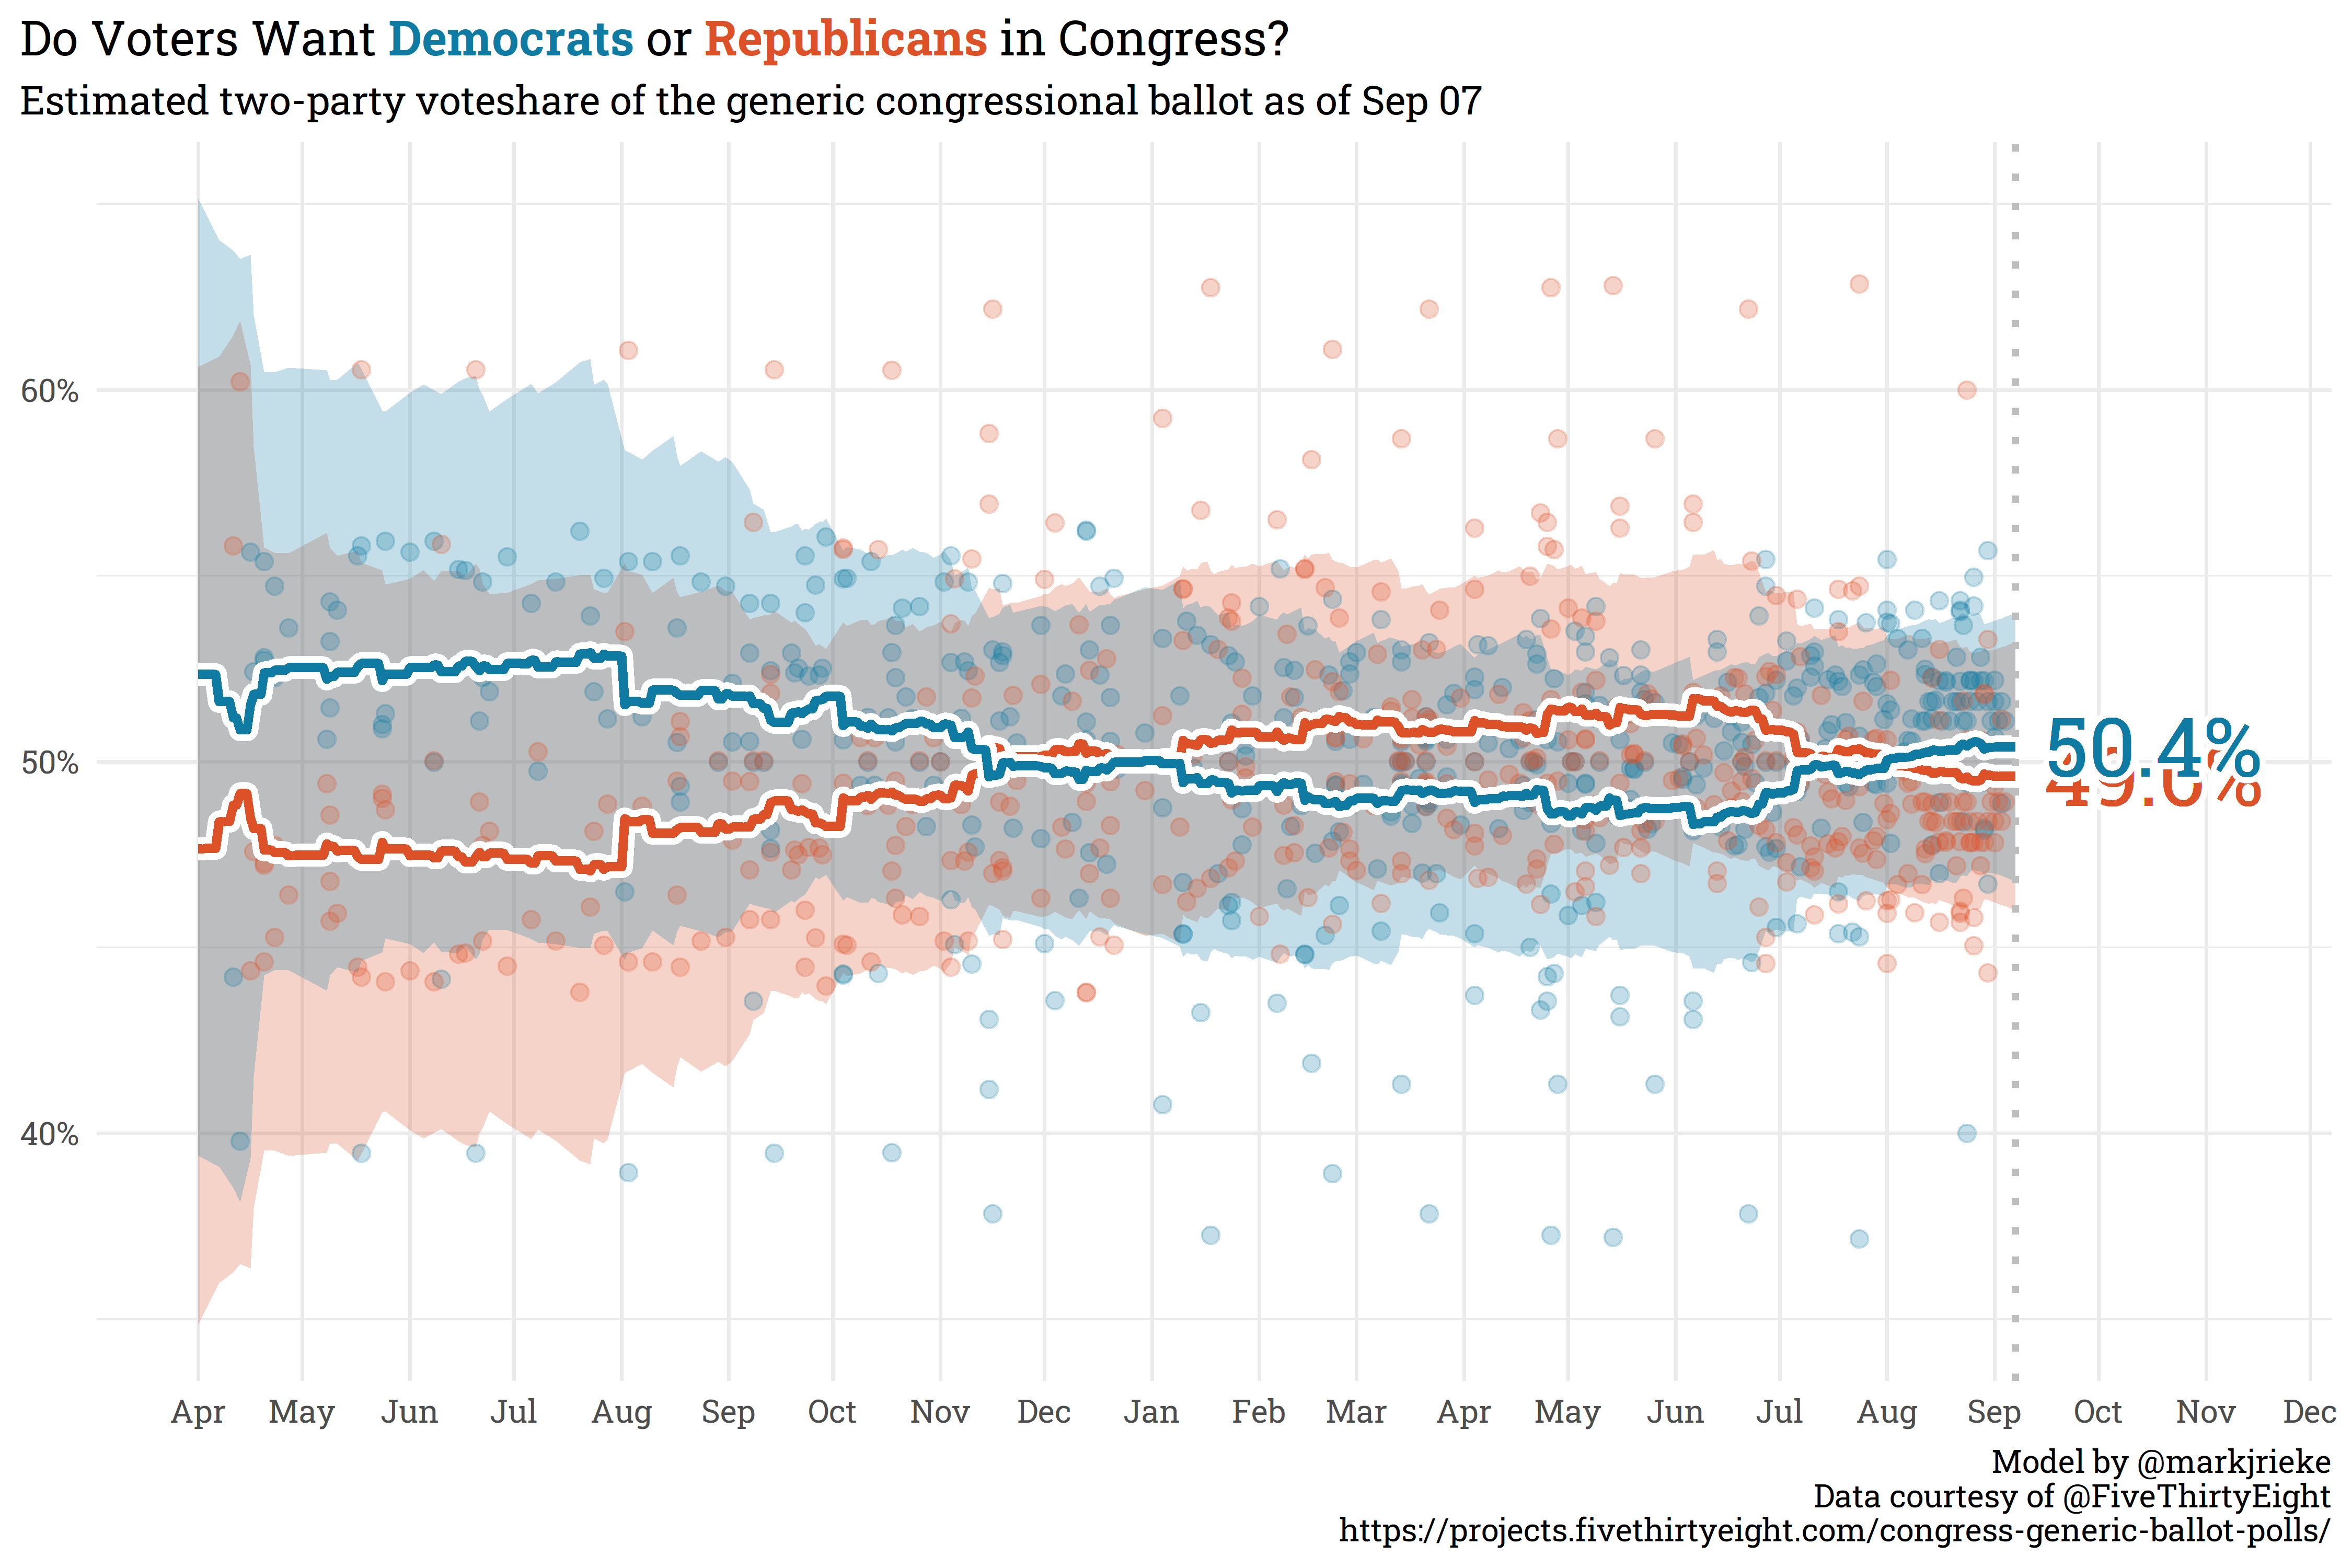 Do Voters Want Democrats or Republicans in Congress?
Estimated two-party voteshare of the generic congressional ballot as of Sep 07
60%
50%
40%
50.4%
49.6%
Apr May Jun Jul Aug Sep Oct Nov Dec Jan Feb Mar Apr May Jun Jul Aug Sep Oct Nov Dec
Model by @markjrieke
Data courtesy of @FiveThirtyEight
https://projects.fivethirtyeight.com/congress-generic-ballot-polls/